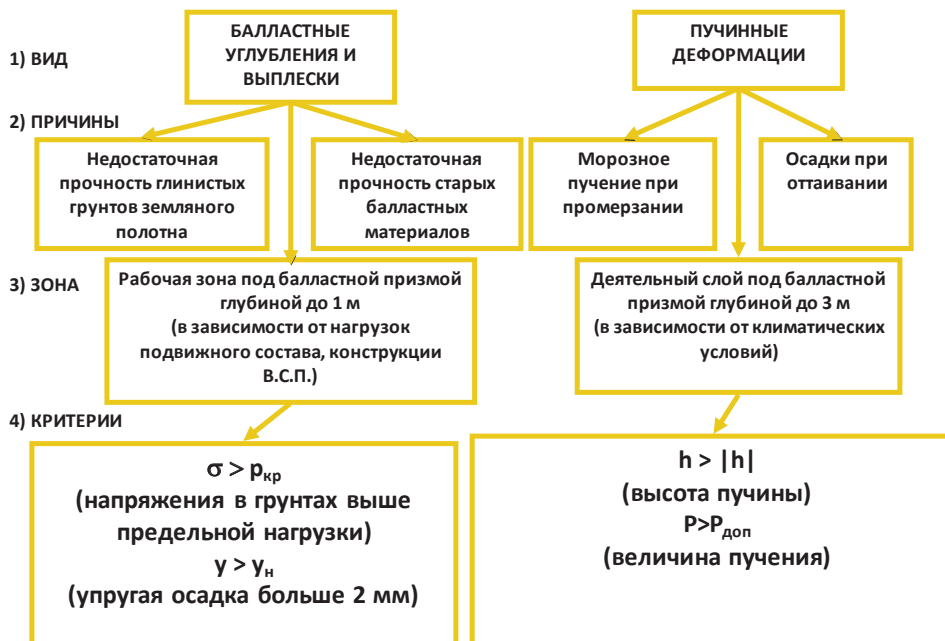 1) ВИД
БАЛЛАСТНЫЕ
УГЛУБЛЕНИЯ И
ВЫПЛЕСКИ
ПУЧИННЫЕ
ДЕФОРМАЦИИ
2) ПРИЧИНЫ
Недостаточная
прочность глинистых
грунтов земляного
полотна
Недостаточная
прочность старых
балластных
материалов
Морозное
пучение при
промерзании
Осадки при
оттаивании
3) ЗОНА
Рабочая зона под балластной призмой
глубиной до 1 м
(в зависимости от нагрузок
подвижного состава, конструкции
В.С.П.)
Деятельный слой под балластной
призмой глубиной до 3 м
(в зависимости от климатических
условий)
4) КРИТЕРИИ
σ > pкр
(напряжения в грунтах выше
предельной нагрузки)
y > yн
(упругая осадка больше 2 мм)
h > |h|
(высота пучины)
P>Pдоп
(величина пучения)